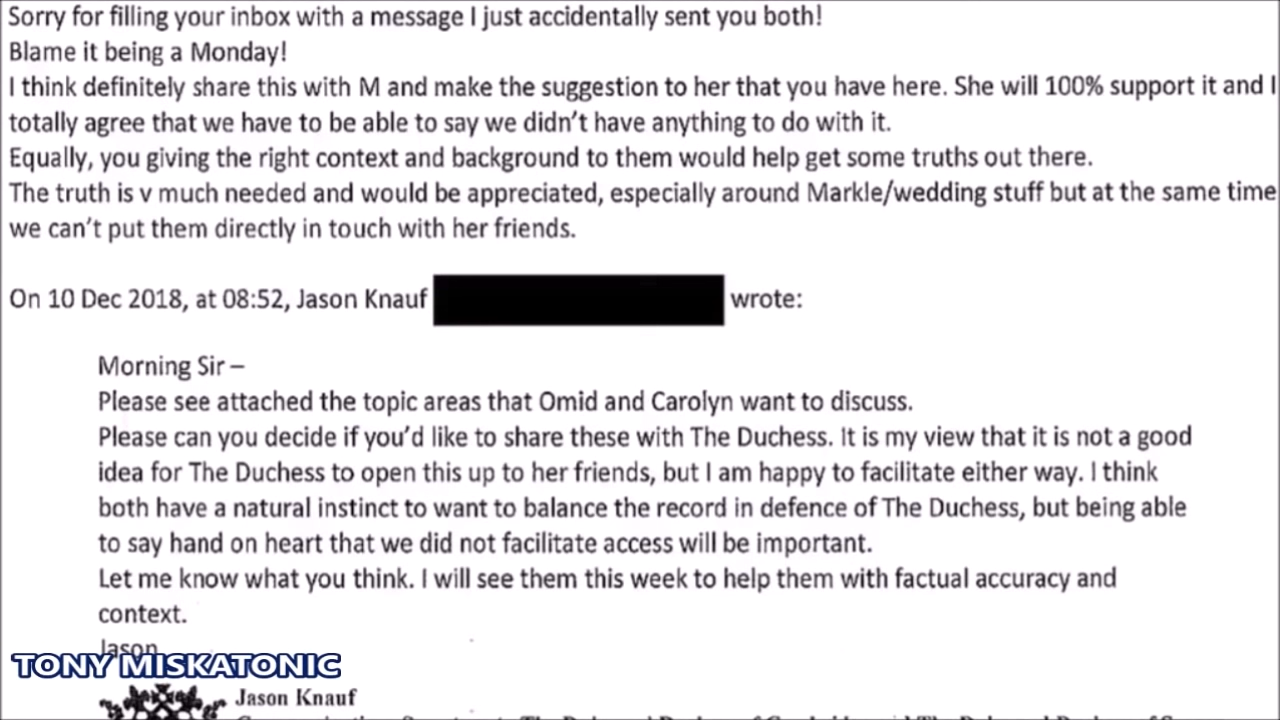 Sorry for filling your inbox with a message I just accidentally sent you both!
Blame it being a Monday!
I think definitely share this with M and make the suggestion to her that you have here. She will 100% support it and I
totally agree that we have to be able to say we didn't have anything to do with it.
Equally, you giving the right context and background to them would help get some truths out there.
The truth is v much needed and would be appreciated, especially around Markle/wedding stuff but at the same time
we can't put them directly in touch with her friends.
On 10 Dec 2018, at 08:52, Jason Knauf wrote:
Morning Sir –
Please see attached the topic areas that Omid and Carolyn want to discuss.
Please can you decide if you'd like to share these with The Duchess. It is my view that it is not a good
idea for The Duchess to open this up to her friends, but I am happy to facilitate either way. I think
both have a natural instinct to want to balance the record in defence of The Duchess, but being able
to say hand on heart that we did not facilitate access will be important.
Let me know what you think. I will see them this week to help them with factual accuracy and
context.
Jason
TONY MISKATONIC
Jason Knauf